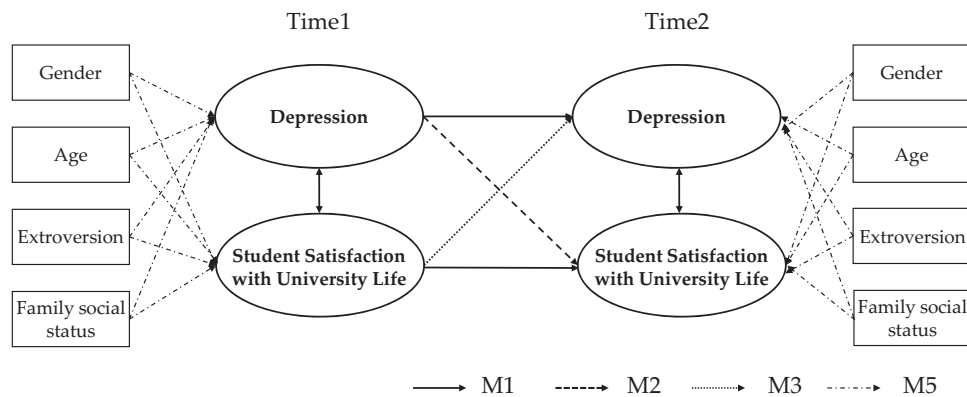 Time1
Time2
Gender
Age
Extroversion
Family social
status
Depression
Student Satisfaction
with University Life
Depression
Student Satisfaction
with University Life
Gender
Age
Extroversion
Family social
status
M1
M2
M3
M5